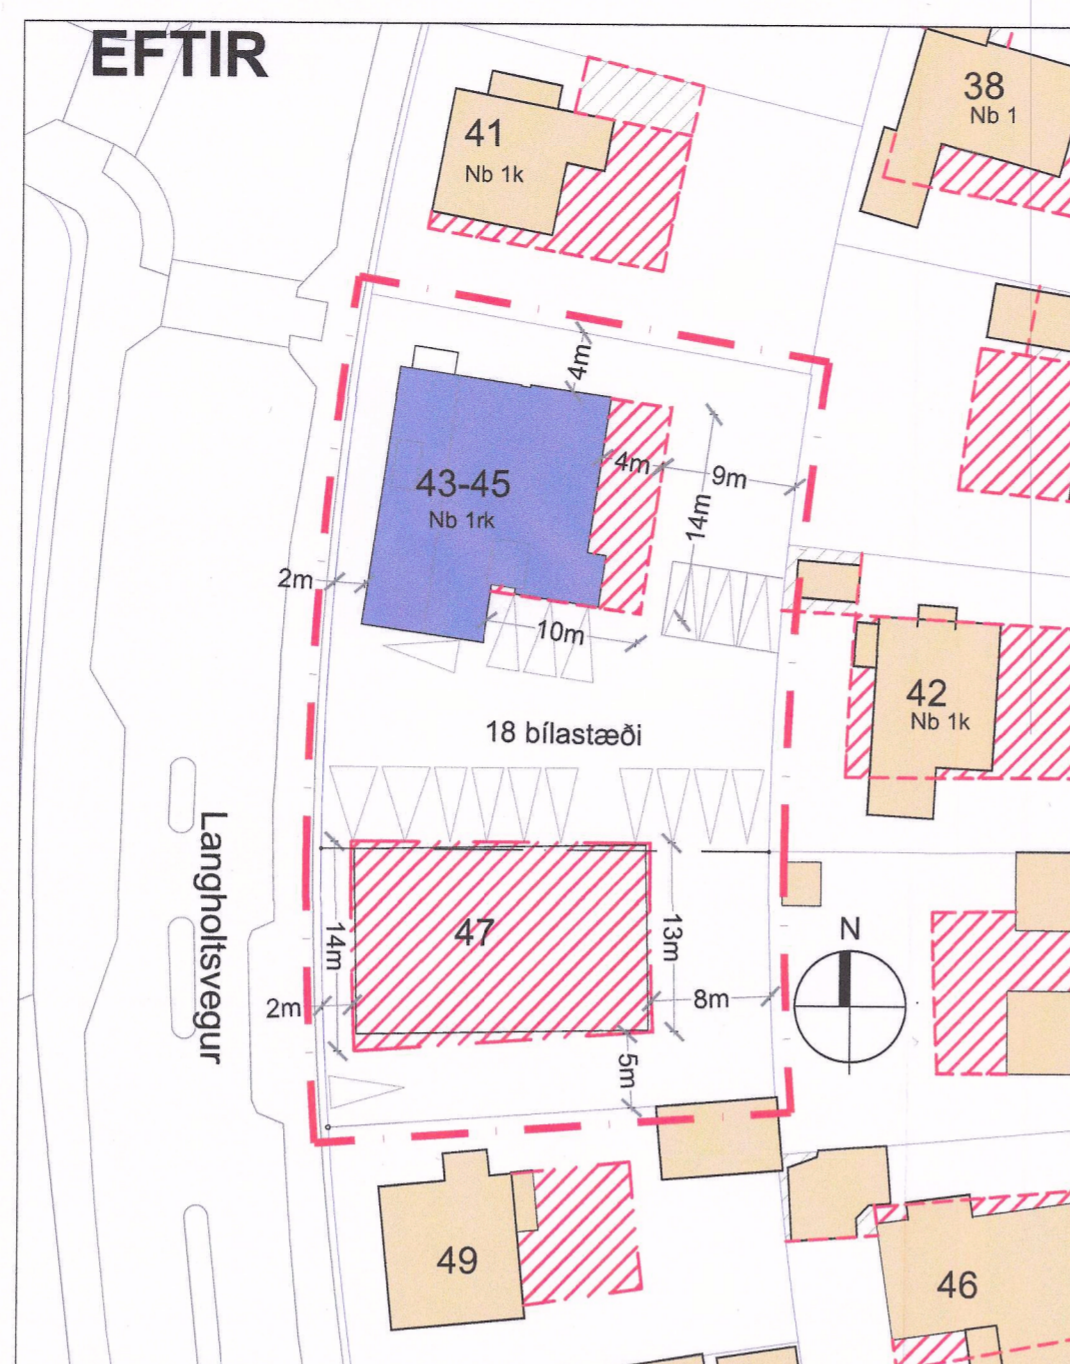 EFTIR
41
Nb 1k
38
Nb 1
4m
43-45
Nb 1rk
4m
9m
14m
2m
10m
42
Nb 1k
18 bílastæði
Langholtsvegur
47
14m
13m
N
2m
8m
5m
49
46